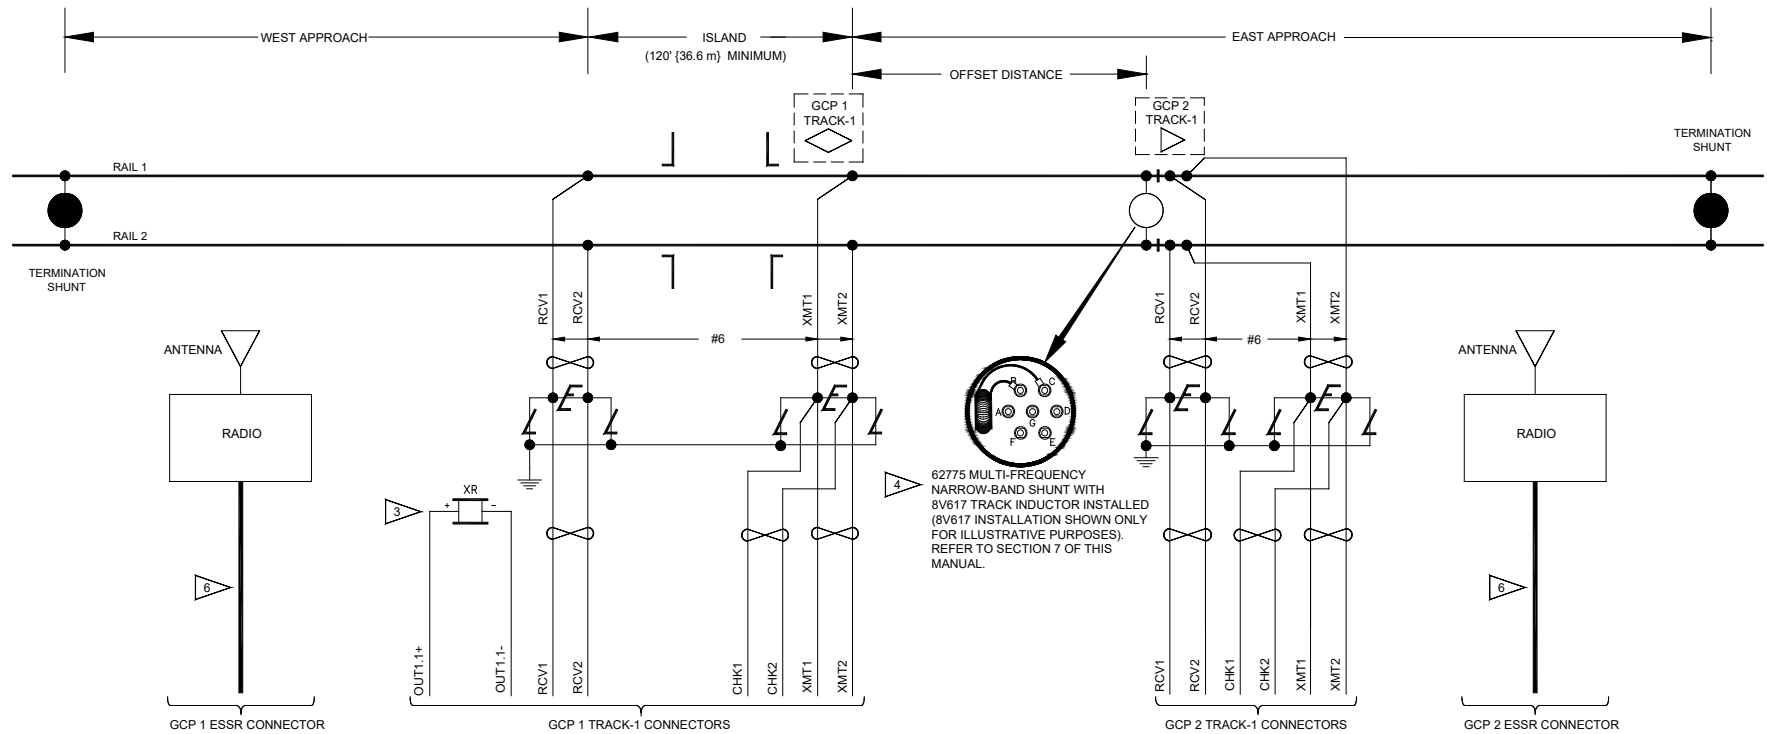 WEST APPROACH
ISLAND
(120' {36.6 m} MINIMUM)
EAST APPROACH
OFFSET DISTANCE
GCP 1
TRACK-1
GCP 2
TRACK-1
TERMINATION
SHUNT
RAIL 1
RAIL 2
TERMINATION
SHUNT
RCV1
RCV2
XMT1
XMT2
RCV1
RCV2
XMT1
XMT2
#6
#6
ANTENNA
ANTENNA
RADIO
RADIO
B
C
A
G
D
F
E
62775 MULTI-FREQUENCY
NARROW-BAND SHUNT WITH
8V617 TRACK INDUCTOR INSTALLED
(8V617 INSTALLATION SHOWN ONLY
FOR ILLUSTRATIVE PURPOSES).
REFER TO SECTION 7 OF THIS
MANUAL.
4
3
XR
+
-
6
6
OUT1.1+
OUT1.1-
RCV1
RCV2
CHK1
CHK2
XMT1
XMT2
RCV1
RCV2
CHK1
CHK2
XMT1
XMT2
GCP 1 ESSR CONNECTOR
GCP 1 TRACK-1 CONNECTORS
GCP 2 TRACK-1 CONNECTORS
GCP 2 ESSR CONNECTOR